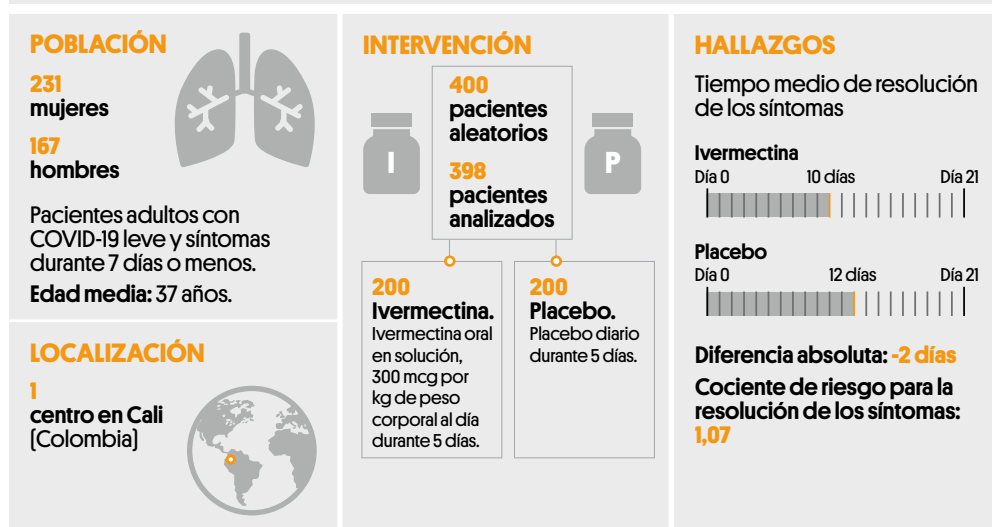 POBLACIÓN
231
mujeres
167
hombres
Pacientes adultos con
COVID-19 leve y síntomas
durante 7 días o menos.
Edad media: 37 años.
LOCALIZACIÓN
1
centro en Cali
(Colombia)
INTERVENCIÓN
400
pacientes
aleatorios
398
pacientes
analizados
I
P
200
Ivermectina.
Ivermectina oral
en solución,
300 mcg por
kg de peso
corporal al día
durante 5 días.
200
Placebo.
Placebo diario
durante 5 días.
HALLAZGOS
Tiempo medio de resolución
de los síntomas
Ivermectina
Día 0 10 días Día 21
Placebo
Día 0 12 días Día 21
Diferencia absoluta: -2 días
Cociente de riesgo para la
resolución de los síntomas:
1,07